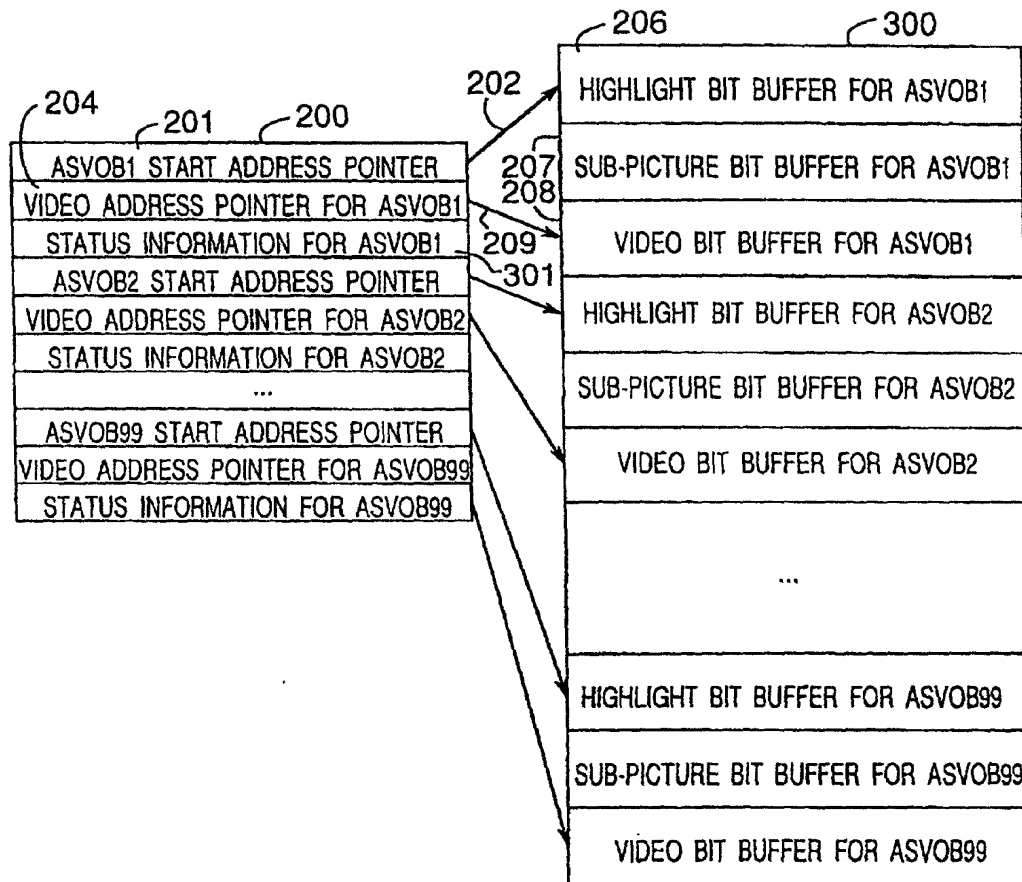 206
300
202
HIGHLIGHT BIT BUFFER FOR ASVOB1
204
201
200
ASVOB1 START ADDRESS POINTER
207
SUB-PICTURE BIT BUFFER FOR ASVOB1
VIDEO ADDRESS POINTER FOR ASVOB1
208
STATUS INFORMATION FOR ASVOB1
209
VIDEO BIT BUFFER FOR ASVOB1
301
ASVOB2 START ADDRESS POINTER
VIDEO ADDRESS POINTER FOR ASVOB2
HIGHLIGHT BIT BUFFER FOR ASVOB2
STATUS INFORMATION FOR ASVOB2
...
SUB-PICTURE BIT BUFFER FOR ASVOB2
ASVOB99 START ADDRESS POINTER
VIDEO ADDRESS POINTER FOR ASVOB99
VIDEO BIT BUFFER FOR ASVOB2
STATUS INFORMATION FOR ASVOB99
...
HIGHLIGHT BIT BUFFER FOR ASVOB99
SUB-PICTURE BIT BUFFER FOR ASVOB99
VIDEO BIT BUFFER FOR ASVOB99